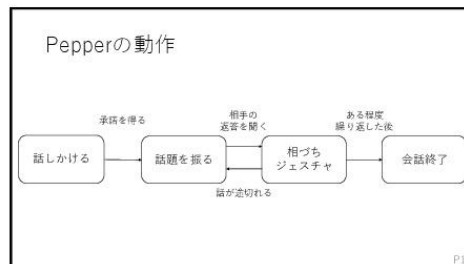 Pepperの動作
承諾を得る
相手の
返答を聞く
ある程度
繰り返した後
話しかける
話題を振る
相づち
ジェスチャ
会話終了
話が途切れる
P1